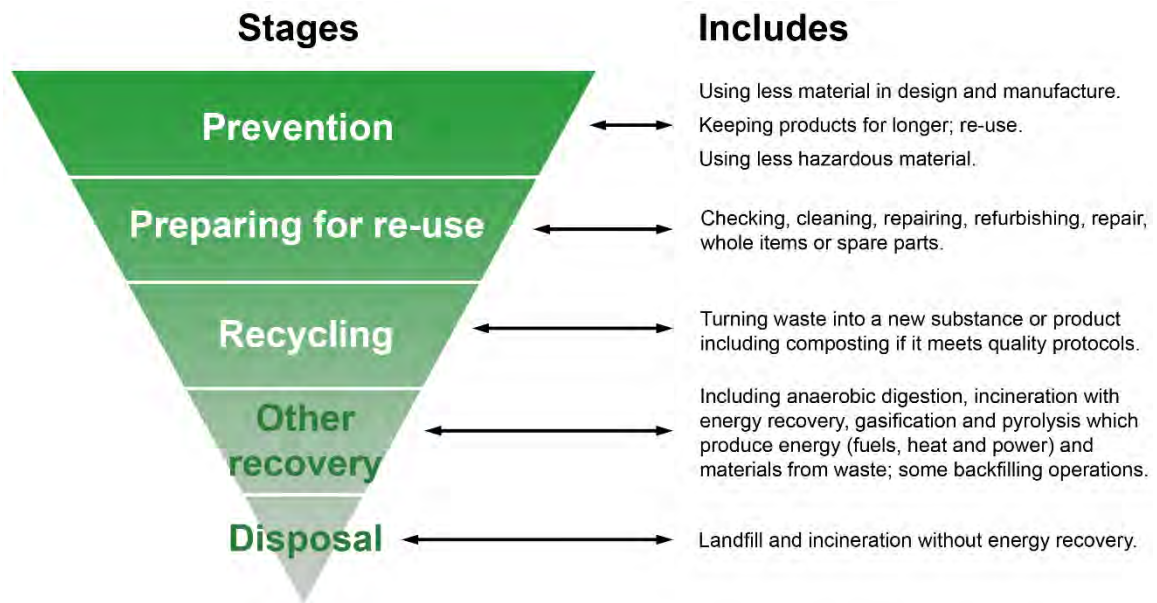 Stages
Includes
Prevention
Using less material in design and manufacture.
Keeping products for longer; re-use.
Using less hazardous material.
Preparing for re-use
Checking, cleaning, repairing, refurbishing, repair,
whole items or spare parts.
Recycling
Turning waste into a new substance or product
including composting if it meets quality protocols.
Other
recovery
Including anaerobic digestion, incineration with
energy recovery, gasification and pyrolysis which
produce energy (fuels, heat and power) and
materials from waste; some backfilling operations.
Disposal
Landfill and incineration without energy recovery.